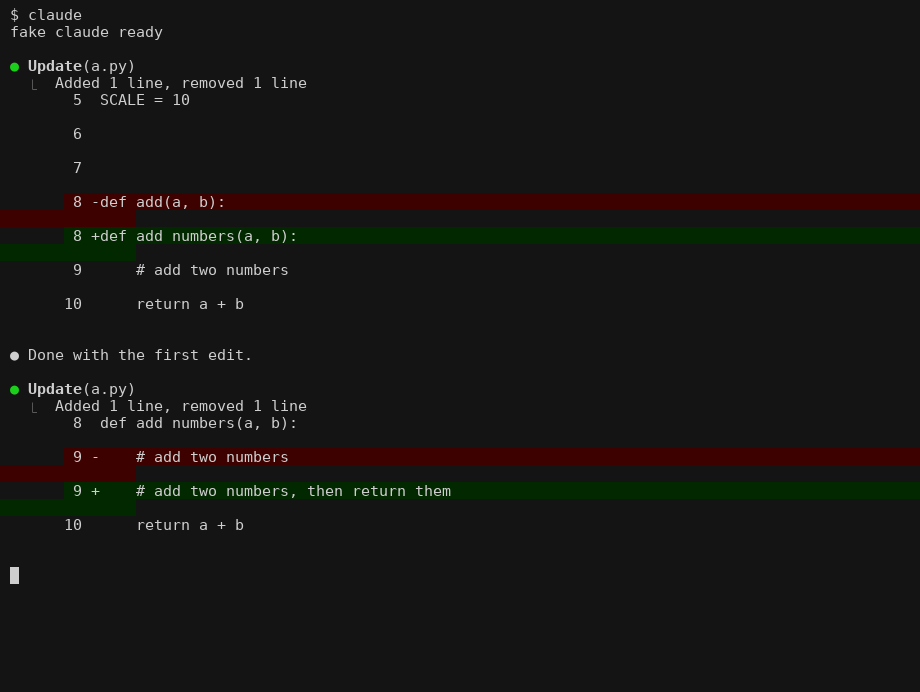 $ claude
fake claude ready
● Update(a.py)
⎿  Added 1 line, removed 1 line
5  SCALE = 10
6
7
8 -def add(a, b):
8 +def add numbers(a, b):
9      # add two numbers
10      return a + b
● Done with the first edit.
● Update(a.py)
⎿  Added 1 line, removed 1 line
8  def add numbers(a, b):
9 -    # add two numbers
9 +    # add two numbers, then return them
10      return a + b